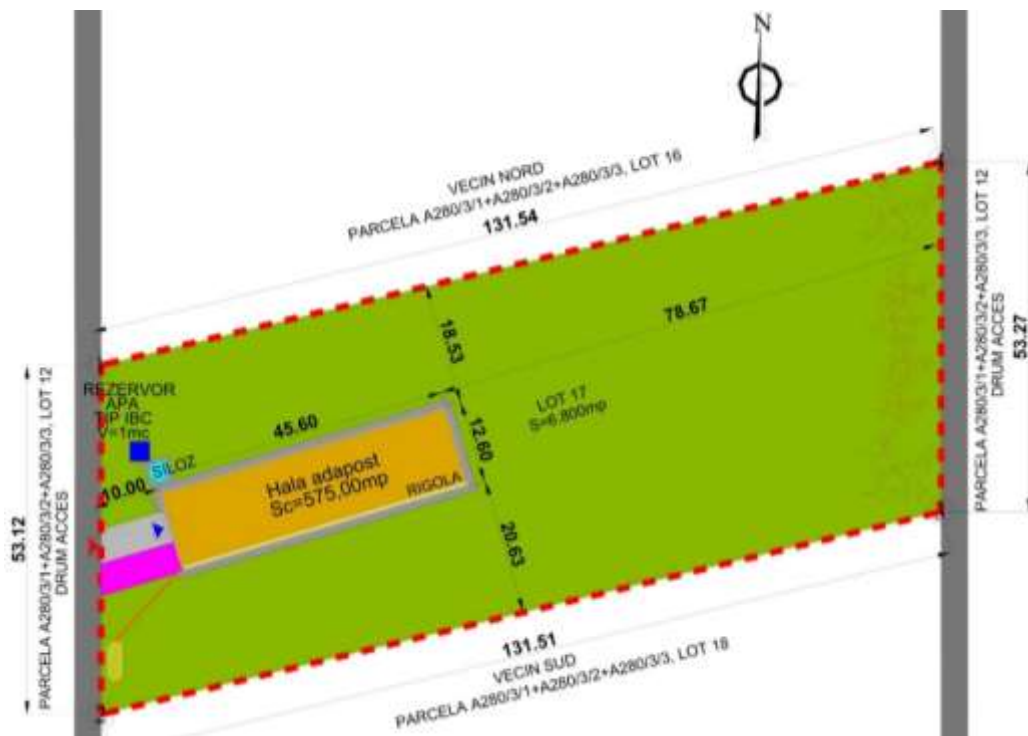 N
VECIN NORD
PARCELA A280/3/1+A280/3/2+A280/3/3, LOT 16
131.54
PARCELA A280/3/1+A280/3/2+A280/3/3, LOT 12
DRUM ACCES
53.27
78.67
18.53
REZERVOR
APA
TIP IBC
V=1mc
45.60
LOT 17
S=6,800mp
12.60
SILOZ
10.00
Hala adapost
Sc=575,00mp
RIGOLA
20.63
53.12
PARCELA A280/3/1+A280/3/2+A280/3/3, LOT 12
DRUM ACCES
131.51
VECIN SUD
PARCELA A280/3/1+A280/3/2+A280/3/3, LOT 18